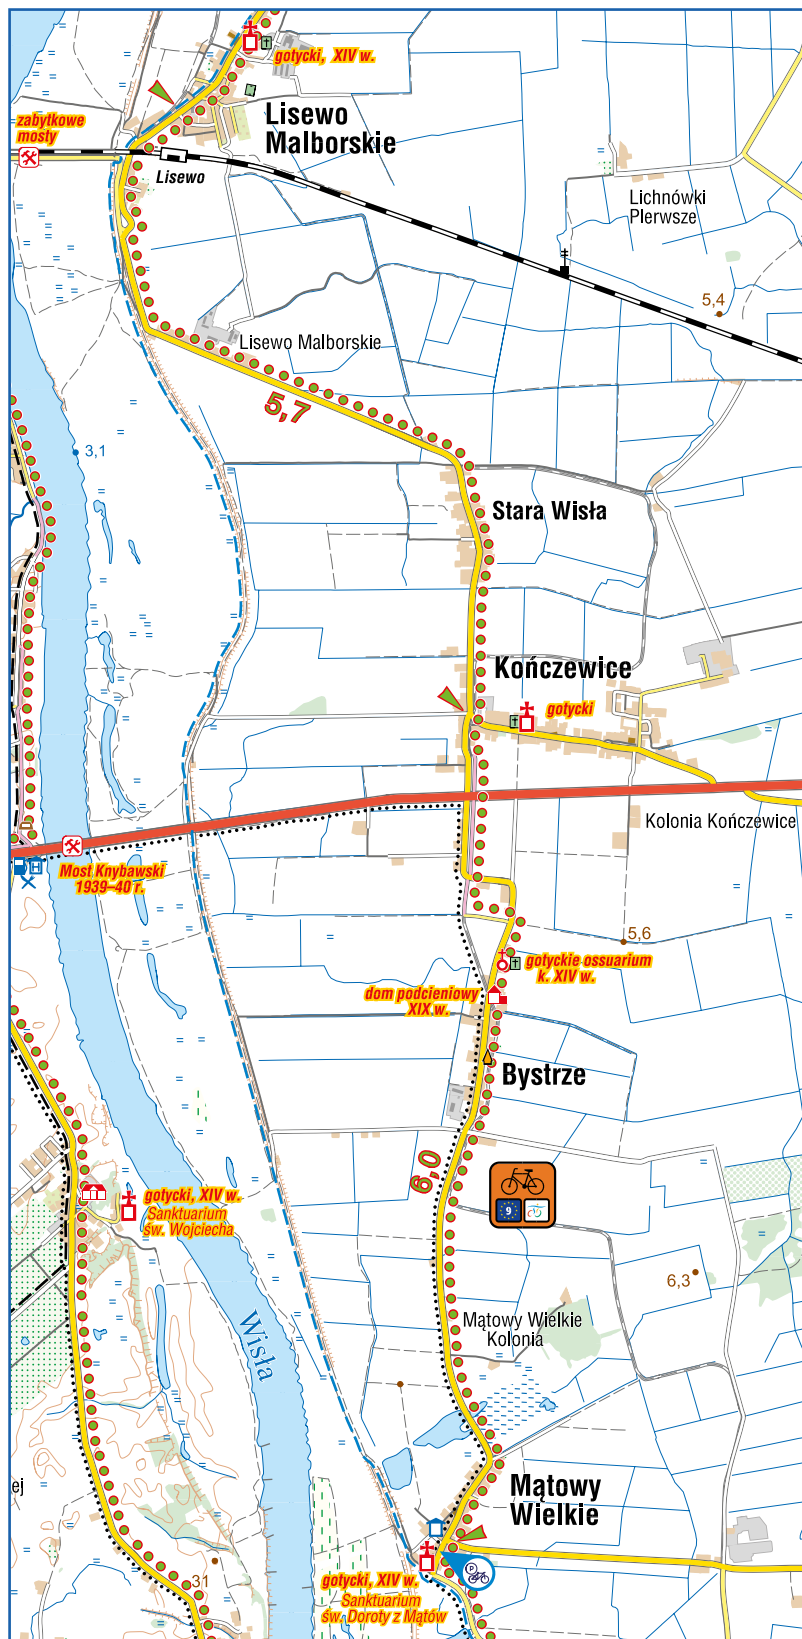 gotycki, XIV w.
zabytkowe
mosty
Lisewo
Malborskie
Lisewo
Lichnówki
PIerwsze
5,4
Lisewo Malborskie
5,7
3,1
Stara Wisła
Kończewice
gotycki
Kolonia Kończewice
Most Knybawski
1939–40 r.
H
5,6
gotyckie ossuarium
k. XIV w.
dom podcieniowy
XIX w.
Bystrze
6,0
gotycki, XIV w.
Sanktuarium
św. Wojciecha
9
6,3
Wisła
Mątowy Wielkie
Kolonia
ej
Mątowy
Wielkie
31
P
gotycki, XIV w.
Sanktuarium
św. Doroty z Mątów